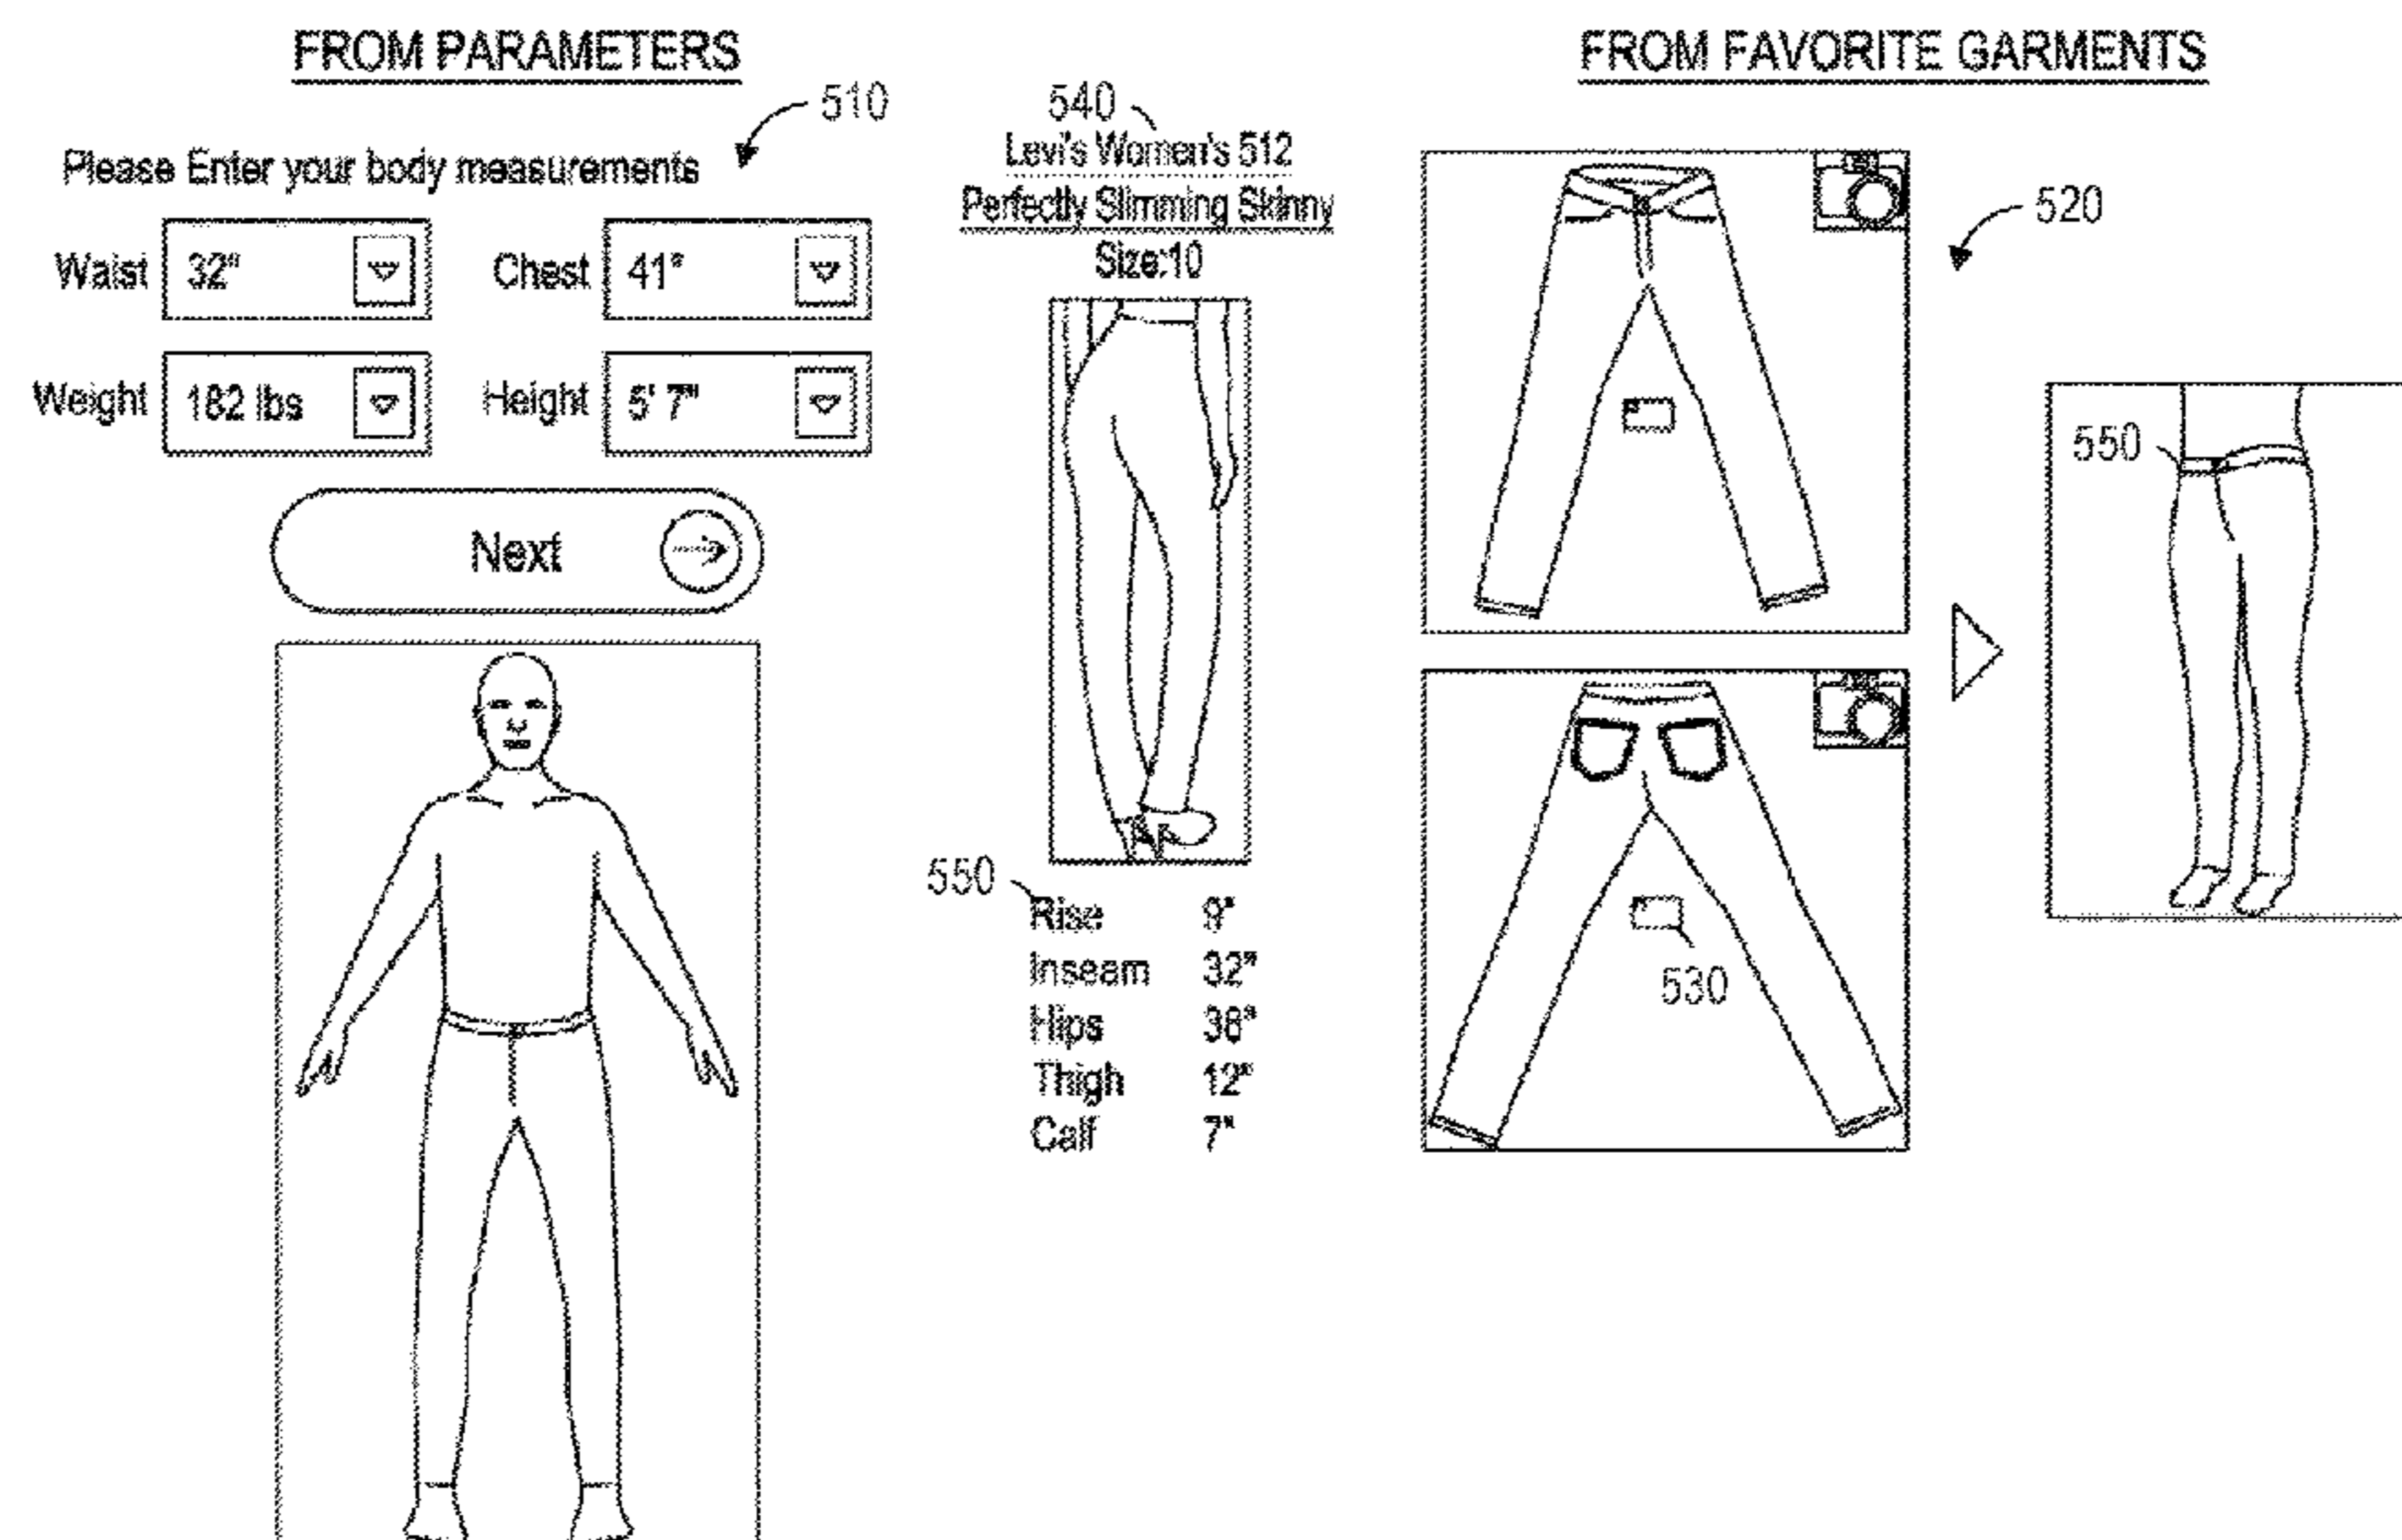 FROM PARAMETERS
510
Please Enter your body measurements
Waist 32" Chest 41"
Weight 182 lbs Height 5' 7"
Next
540
Levi's Women's 512
Perfectly Slimming Skinny
Size:10
550
Rise 9"
Inseam 32"
Hips 38"
Thigh 12"
Calf 7"
FROM FAVORITE GARMENTS
520
550
530